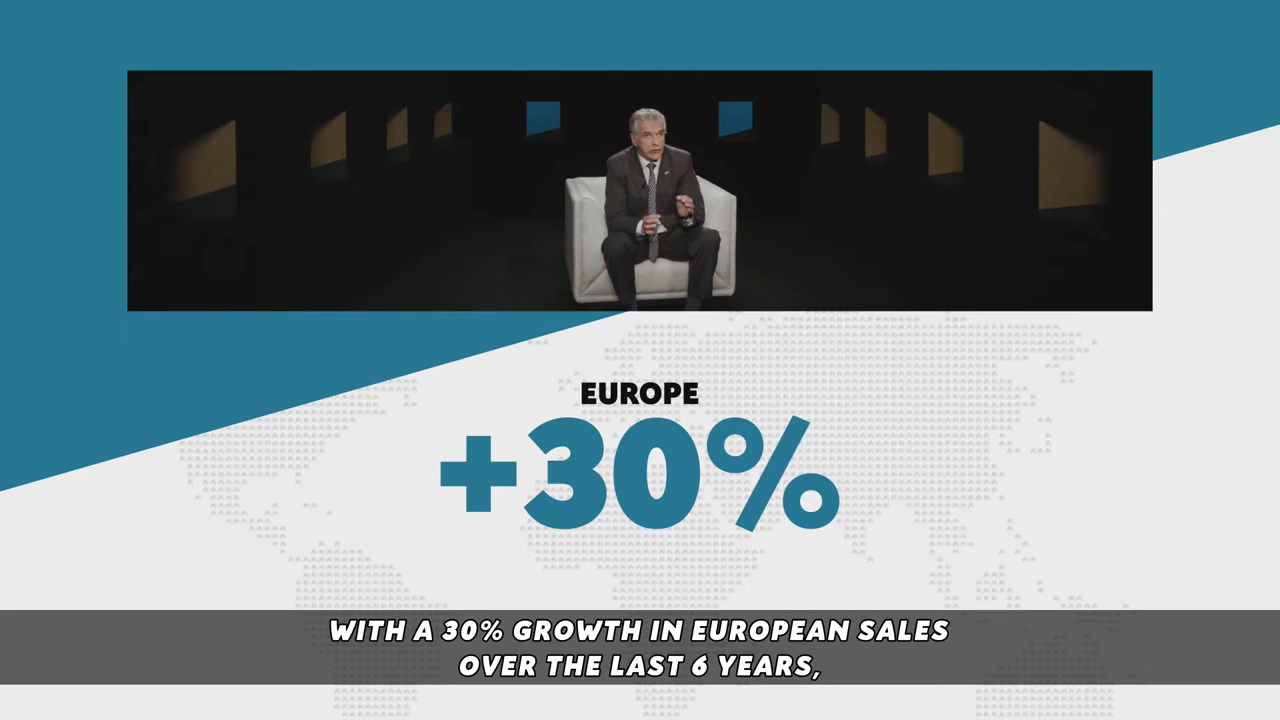 EUROPE
+30%
WITH A 30% GROWTH IN EUROPEAN SALES
OVER THE LAST 6 YEARS,